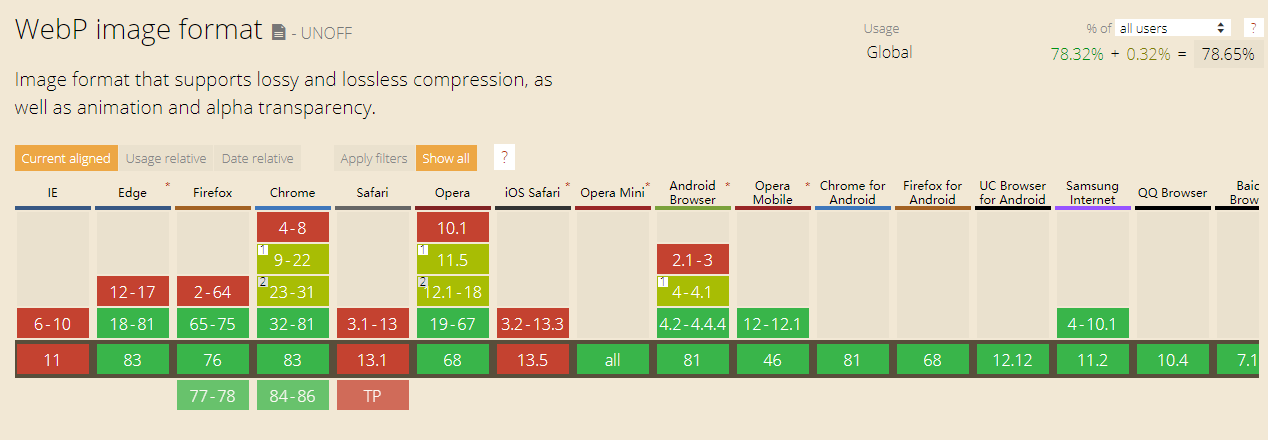 WebP image format - UNOFF
Usage % of all users ?
Global 78.32% + 0.32% = 78.65%
Image format that supports lossy and lossless compression, as
well as animation and alpha transparency.
Current aligned Usage relative Date relative Apply filters Show all ?
IE Edge * Firefox Chrome Safari Opera iOS Safari * Opera Mini * Android Browser * Opera Mobile * Chrome for Android Firefox for Android UC Browser for Android Samsung Internet QQ Browser
4-8 10.1
1 9-22 1 11.5 2.1-3
12-17 2-64 2 23-31 2 12.1-18 1 4-4.1
6-10 18-81 65-75 32-81 3.1-13 19-67 3.2-13.3 4.2-4.4.4 12-12.1 4-10.1
11 83 76 83 13.1 68 13.5 all 81 46 81 68 12.12 11.2 10.4 7.1
77-78 84-86 TP